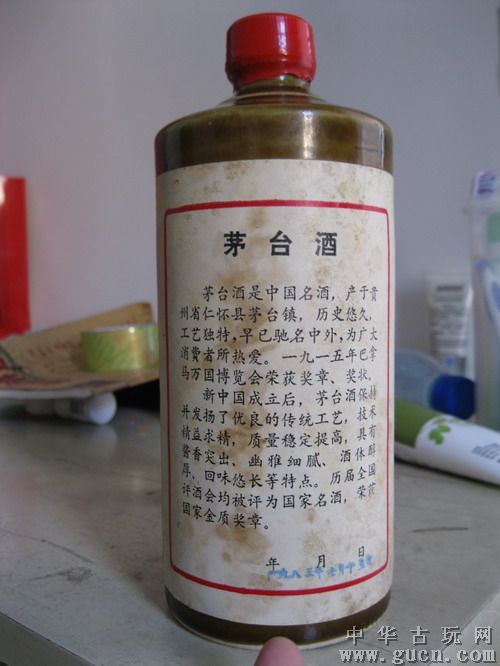 茅台酒
茅台酒是中国名酒，产于贵
州省仁怀县茅台镇，历史悠久，
工艺独特，早已驰名中外，为广大
消费者所热爱。一九一五年巴拿
马万国博览会荣获奖章、奖状。
新中国成立后，茅台酒保持
并发扬了优良的传统工艺，技术
精益求精，质量稳定提高，具有
酱香突出、幽雅细腻、酒体醇
厚、回味悠长等特点。历届全国
评酒会均被评为国家名酒，荣获
国家金质奖章。
年 月 日
中华古玩网
www.gucn.com